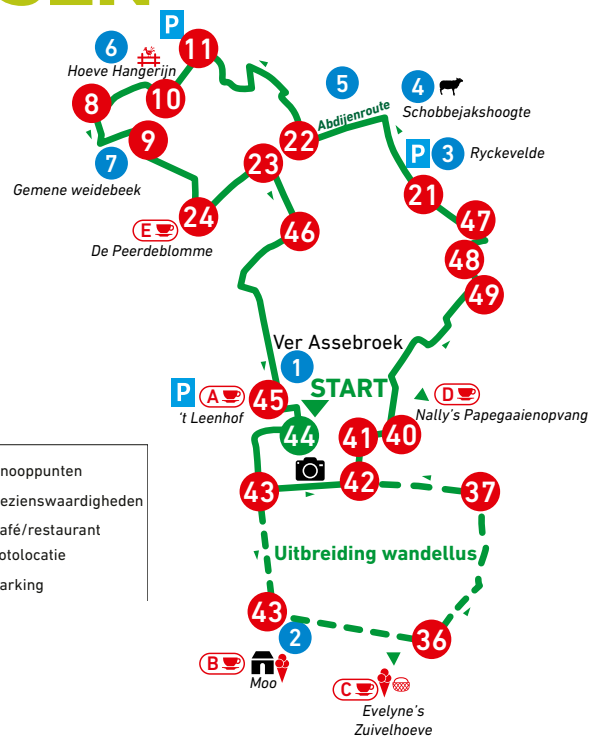 P
6
11
Hoeve Hangerijn
5
4
8
10
Abdijenroute
Schobbejakshoogte
9
22
P
3
Ryckevelde
7
23
Gemene weidebeek
21
24
47
E
46
De Peerdeblomme
48
49
Ver Assebroek
1
P
A
45
START
D
't Leenhof
Nally's Papegaaienopvang
44
41
40
nooppunten
43
42
37
ezienswaardigheden
afé/restaurant
otolocatie
Uitbreiding wandellus
arking
43
2
36
B
Moo
C
Evelyne's
Zuivelhoeve